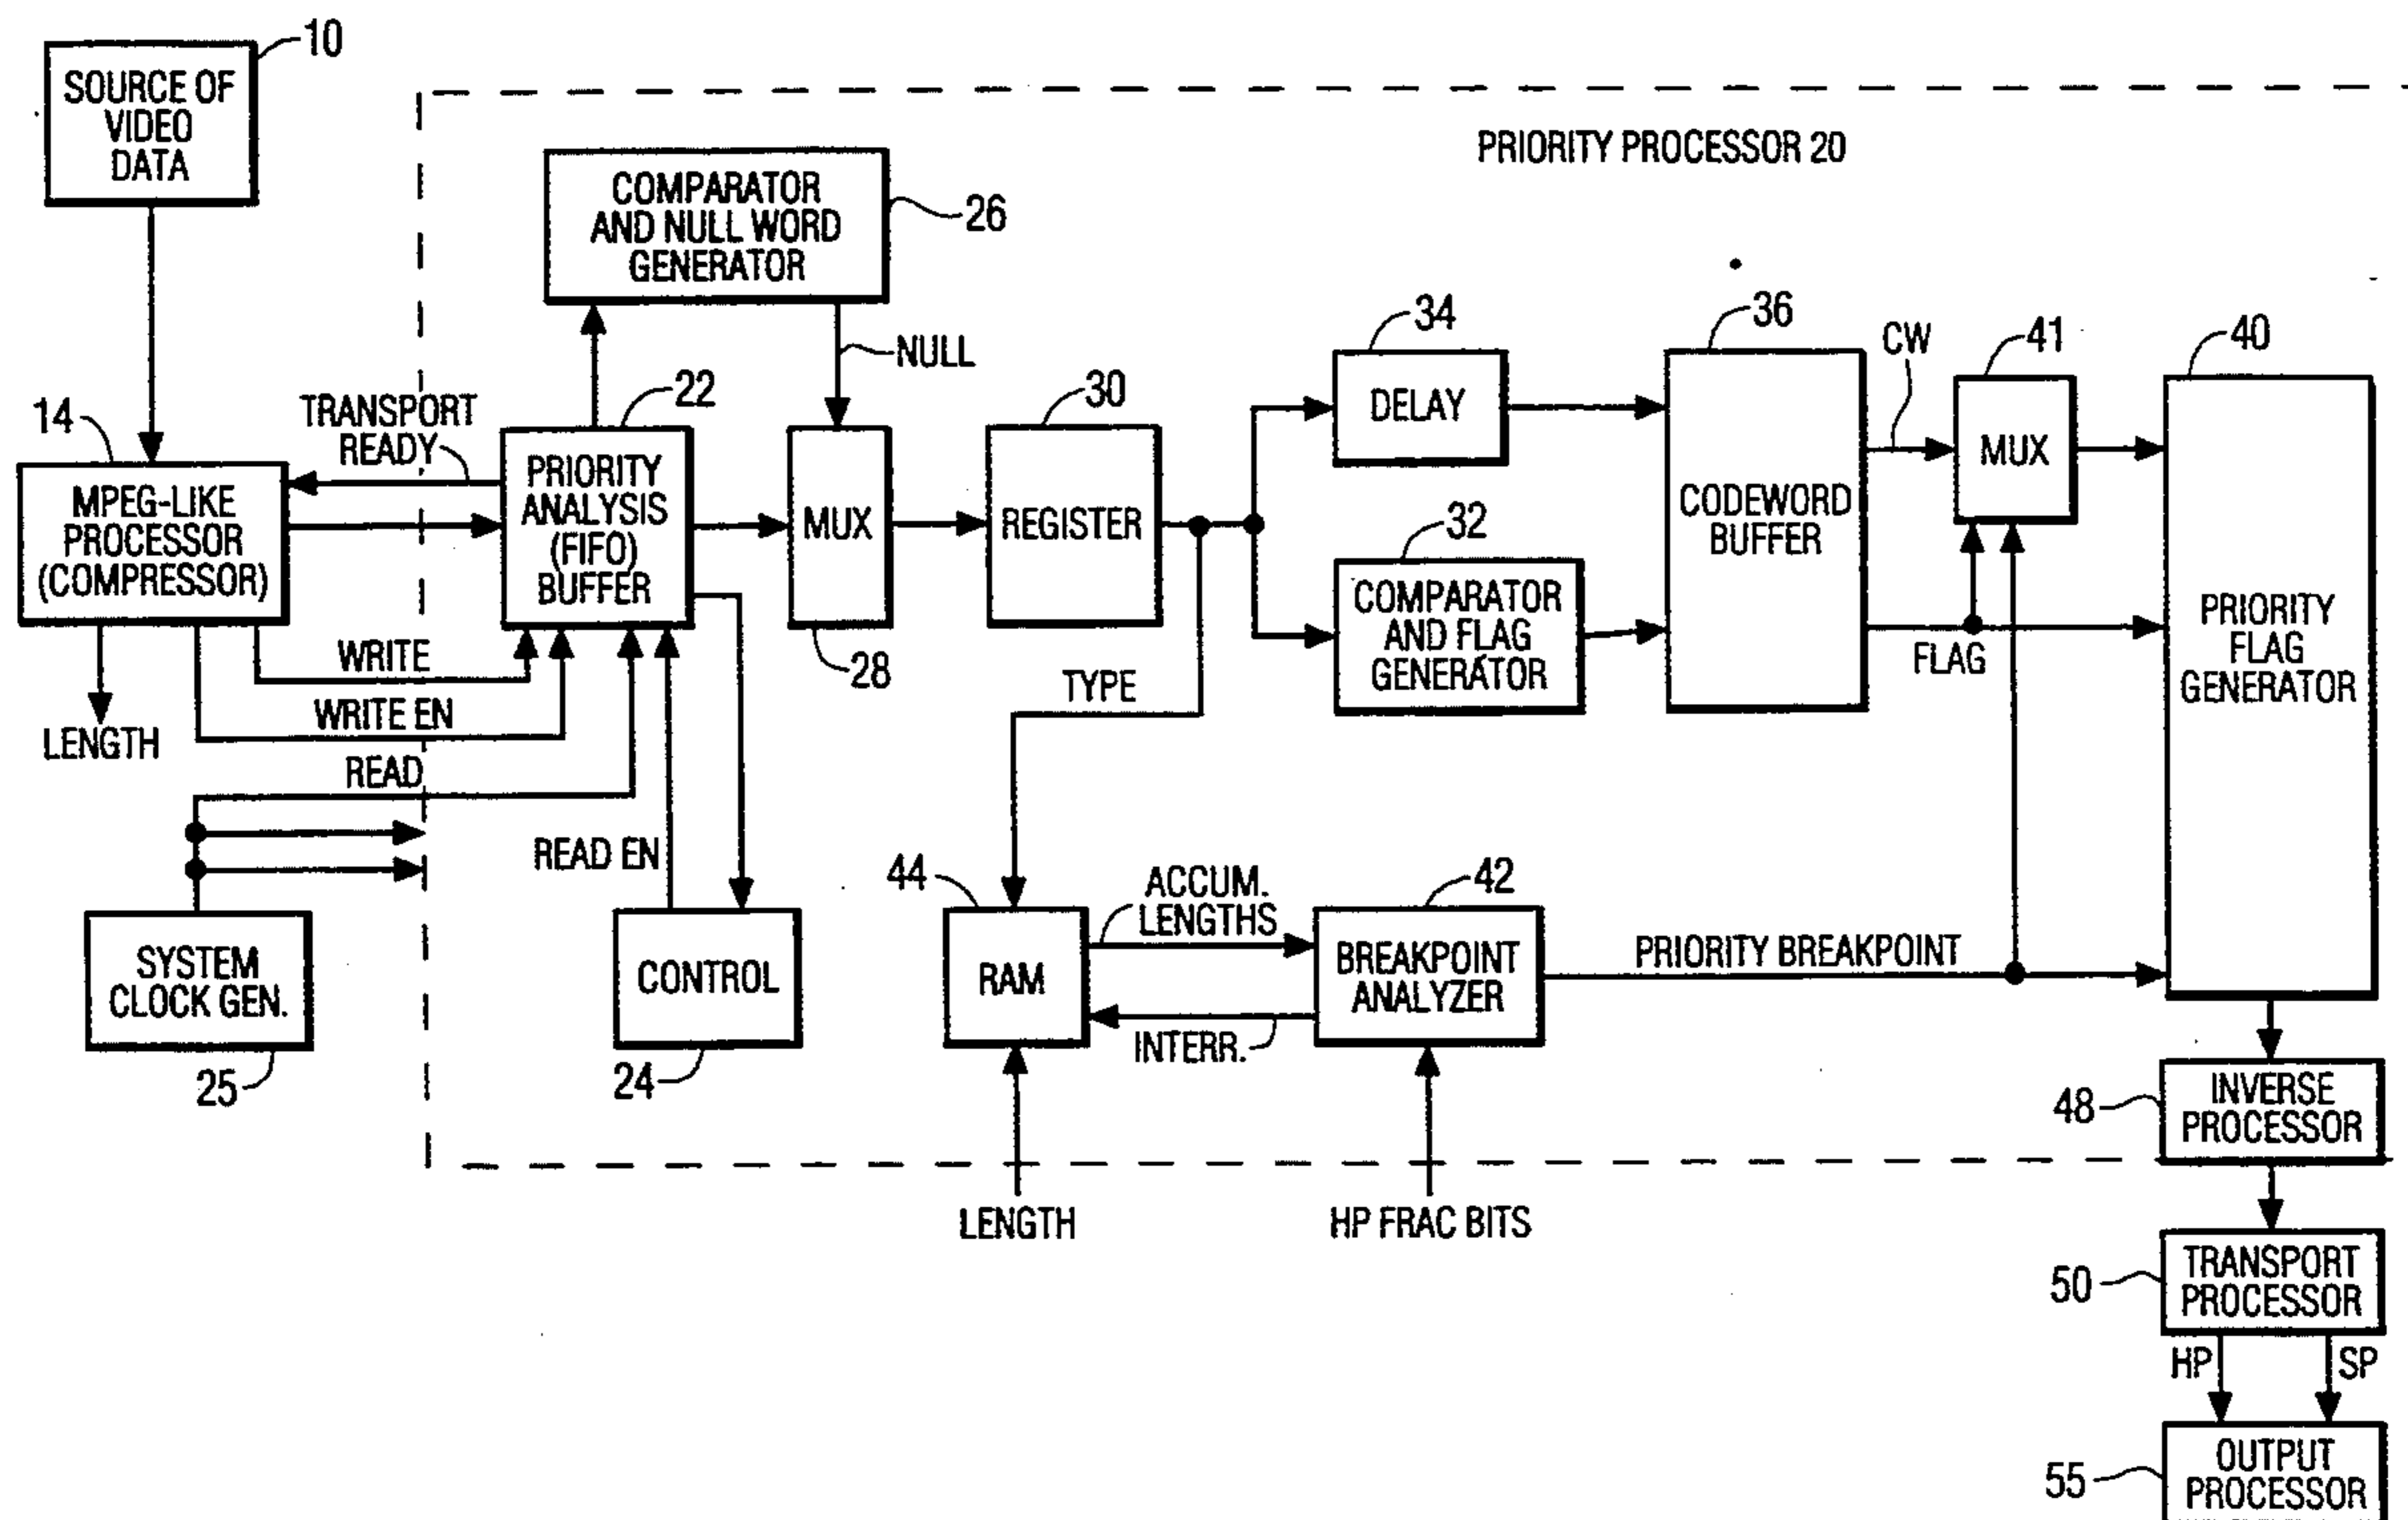 10
SOURCE OF
VIDEO
DATA
PRIORITY PROCESSOR 20
COMPARATOR
AND NULL WORD
GENERATOR
26
NULL
14
TRANSPORT
READY
22
MPEG-LIKE
PROCESSOR
(COMPRESSOR)
PRIORITY
ANALYSIS
(FIFO)
BUFFER
MUX
28
30
REGISTER
34
DELAY
32
COMPARATOR
AND FLAG
GENERATOR
36
CODEWORD
BUFFER
CW
41
MUX
40
PRIORITY
FLAG
GENERATOR
FLAG
WRITE
WRITE EN
LENGTH
READ
TYPE
READ EN
SYSTEM
CLOCK GEN.
25
CONTROL
24
44
RAM
ACCUM.
LENGTHS
INTERR.
42
BREAKPOINT
ANALYZER
PRIORITY BREAKPOINT
LENGTH
HP FRAC BITS
48
INVERSE
PROCESSOR
50
TRANSPORT
PROCESSOR
HP
SP
55
OUTPUT
PROCESSOR